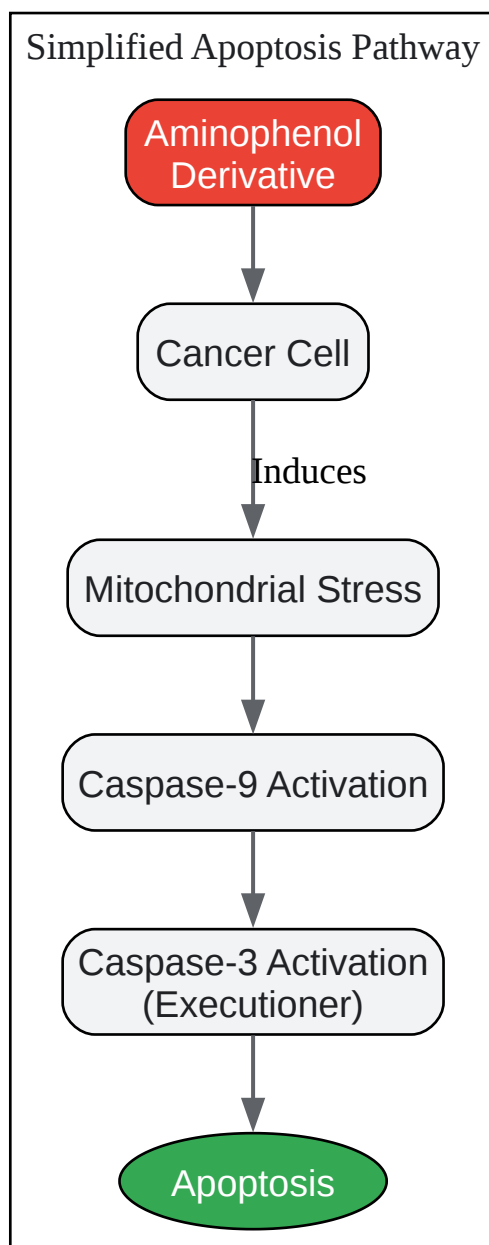 Simplified Apoptosis Pathway
Aminophenol
Derivative
Cancer Cell
Induces
Mitochondrial Stress
Caspase-9 Activation
Caspase-3 Activation
(Executioner)
Apoptosis